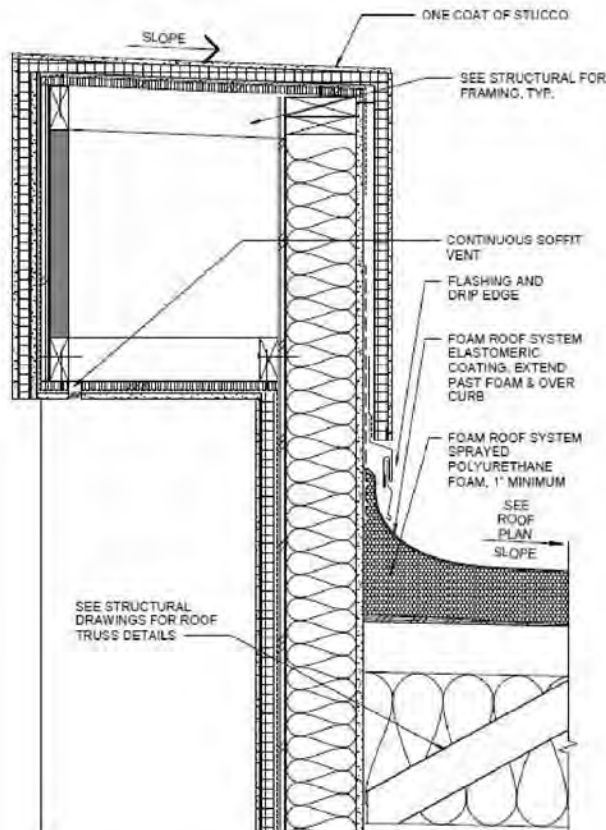 ONE COAT OF STUCCO
SLOPE
SEE STRUCTURAL FOR
FRAMING, TYP.
CONTINUOUS SOFFIT
VENT
FLASHING AND
DRIP EDGE
FOAM ROOF SYSTEM
ELASTOMERIC
COATING, EXTEND
PAST FOAM & OVER
CURB
FOAM ROOF SYSTEM
SPRAYED
POLYURETHANE
FOAM, 1" MINIMUM
SEE
ROOF
PLAN
SLOPE
SEE STRUCTURAL
DRAWINGS FOR ROOF
TRUSS DETAILS